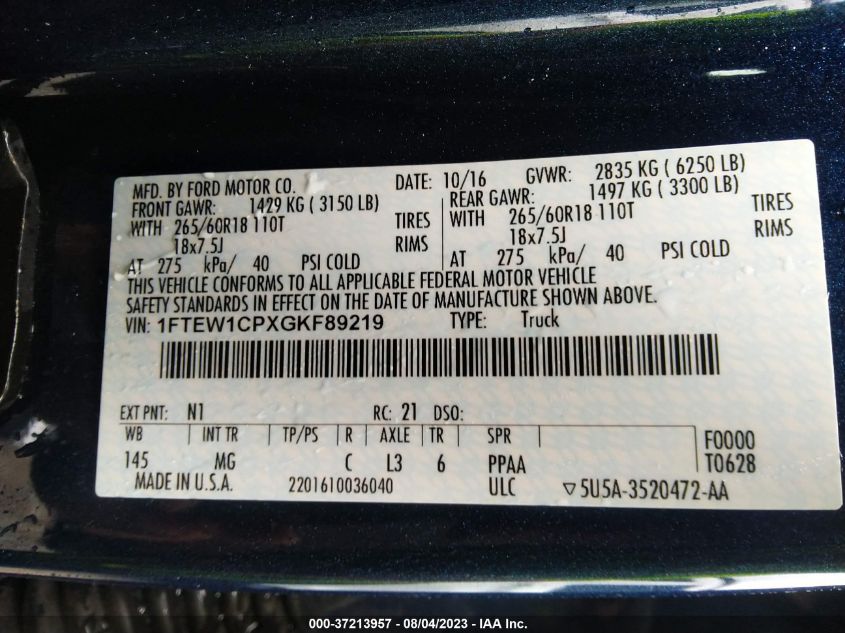 MFD. BY FORD MOTOR CO. DATE: 10/16 GVWR: 2835 KG ( 6250 LB)
FRONT GAWR: 1429 KG ( 3150 LB) REAR GAWR: 1497 KG ( 3300 LB)
WITH 265/60R18 110T TIRES WITH 265/60R18 110T TIRES
18x7.5J RIMS 18x7.5J RIMS
AT 275 kPa/ 40 PSI COLD AT 275 kPa/ 40 PSI COLD
THIS VEHICLE CONFORMS TO ALL APPLICABLE FEDERAL MOTOR VEHICLE
SAFETY STANDARDS IN EFFECT ON THE DATE OF MANUFACTURE SHOWN ABOVE.
VIN: 1FTEW1CPXGKF89219 TYPE: Truck
EXT PNT: N1 RC: 21 DSO:
WB INT TR TP/PS R AXLE TR SPR F0000
145 MG C L3 6 PPAA T0628
MADE IN U.S.A. 2201610036040 ULC ▽5U5A-3520472-AA
000-37213957 - 08/04/2023 - IAA Inc.